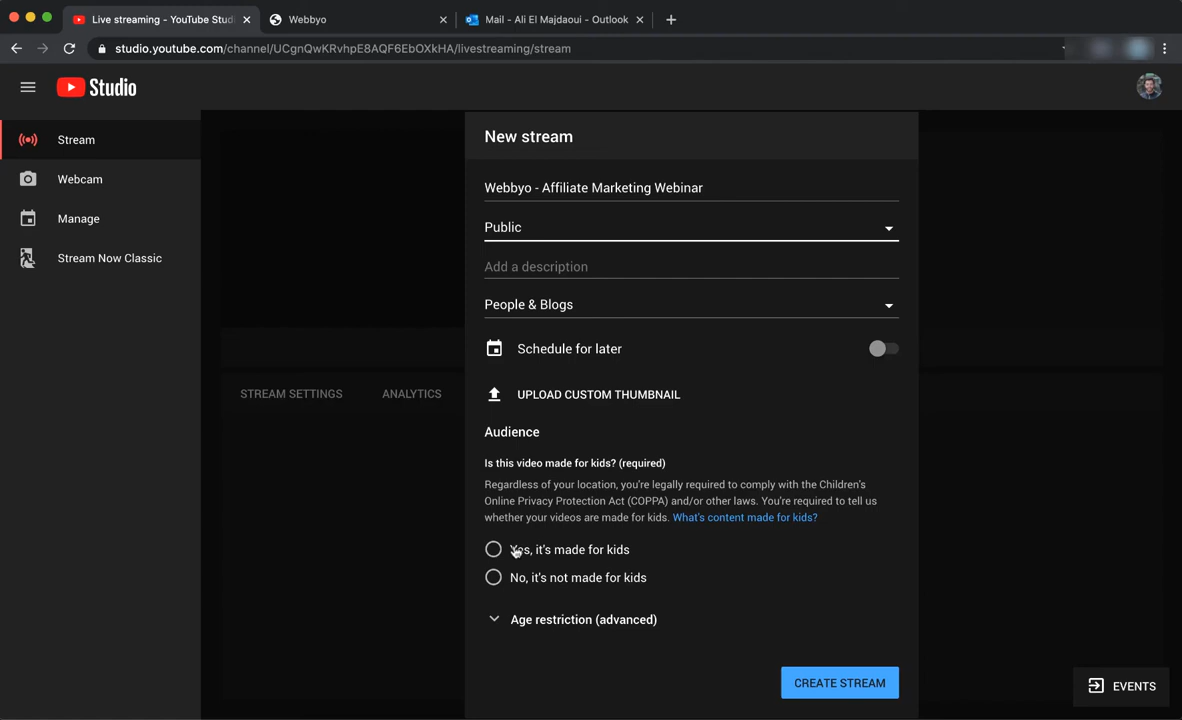 Live streaming - YouTube Studi
Webbyo
Mail - Ali El Majdaoui - Outlook
studio.youtube.com/channel/UCgnQwKRvhpE8AQF6EbOXkHA/livestreaming/stream
Studio
Stream
Webcam
Manage
Stream Now Classic
STREAM SETTINGS
ANALYTICS
New stream
Webbyo - Affiliate Marketing Webinar
Public
Add a description
People & Blogs
Schedule for later
UPLOAD CUSTOM THUMBNAIL
Audience
Is this video made for kids? (required)
Regardless of your location, you're legally required to comply with the Children's
Online Privacy Protection Act (COPPA) and/or other laws. You're required to tell us
whether your videos are made for kids. What's content made for kids?
Yes, it's made for kids
No, it's not made for kids
Age restriction (advanced)
CREATE STREAM
EVENTS